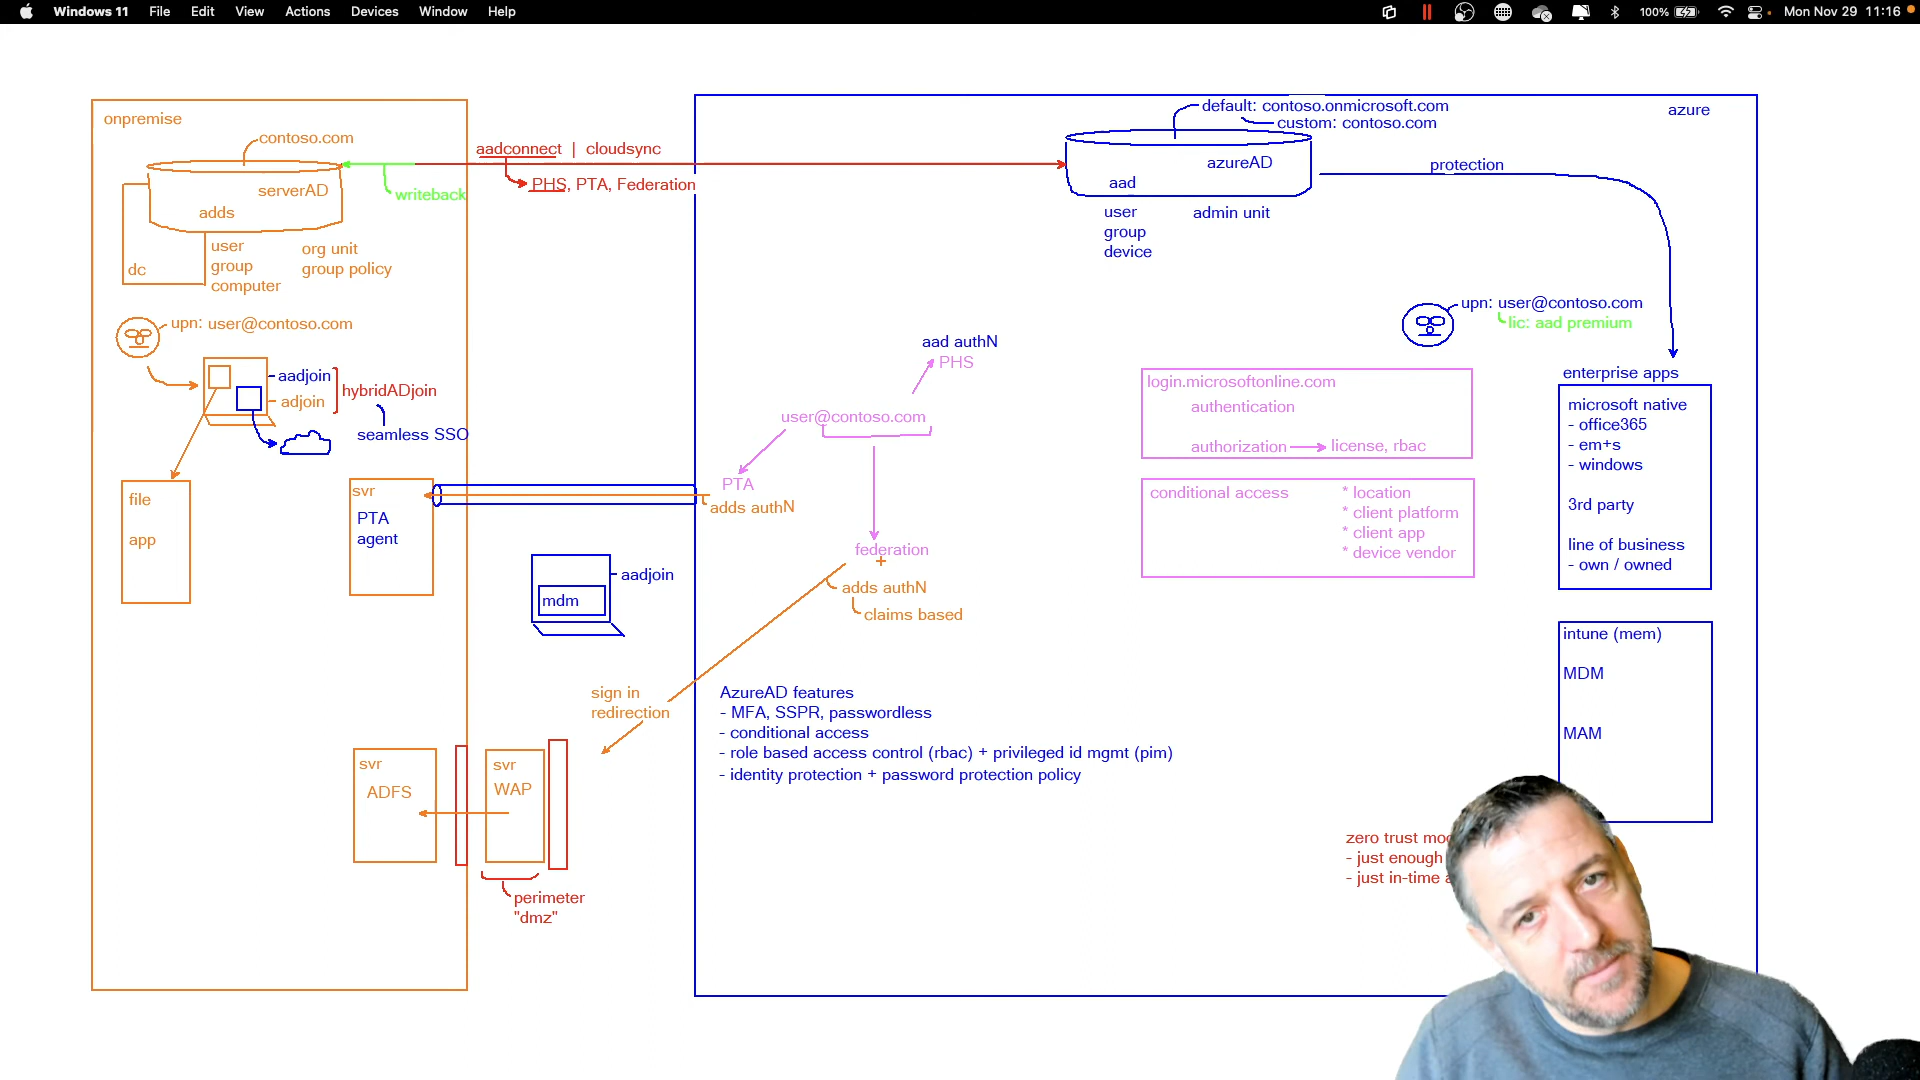 Windows 11 File Edit View Actions Devices Window Help
100% Mon Nov 29 11:16
onpremise
contoso.com
serverAD
adds
dc
user
group
computer
org unit
group policy
upn: user@contoso.com
aadjoin
adjoin
hybridADjoin
seamless SSO
file
app
svr
PTA
agent
aadconnect | cloudsync
PHS, PTA, Federation
writeback
azure
default: contoso.onmicrosoft.com
custom: contoso.com
azureAD
aad
user
group
device
admin unit
protection
upn: user@contoso.com
lic: aad premium
aad authN
PHS
user@contoso.com
PTA
adds authN
federation
+
adds authN
claims based
login.microsoftonline.com
authentication
authorization
license, rbac
conditional access
* location
* client platform
* client app
* device vendor
enterprise apps
microsoft native
- office365
- em+s
- windows
3rd party
line of business
- own / owned
aadjoin
mdm
intune (mem)
MDM
MAM
sign in
redirection
AzureAD features
- MFA, SSPR, passwordless
- conditional access
- role based access control (rbac) + privileged id mgmt (pim)
- identity protection + password protection policy
svr
ADFS
svr
WAP
perimeter
"dmz"
zero trust
- just enough
- just in-time